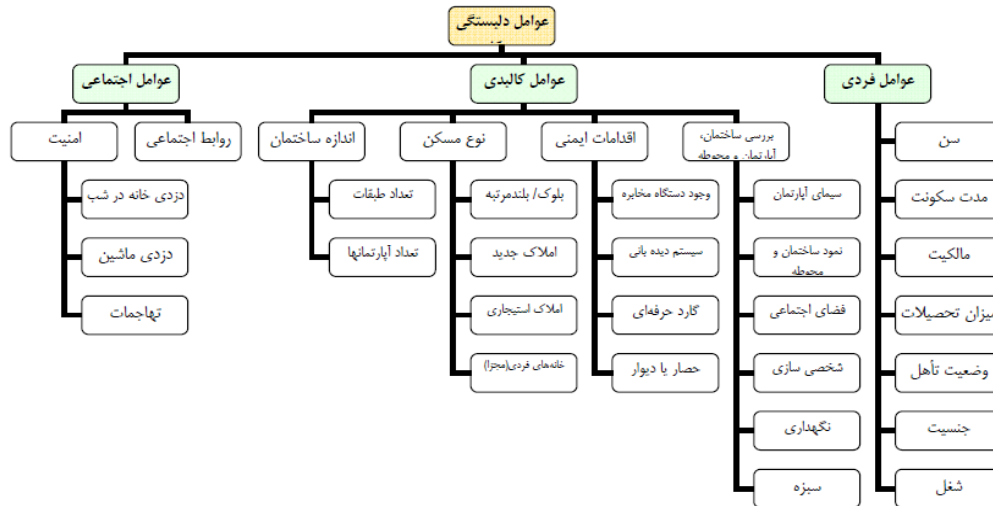 عوامل دلبستگی
عوامل فردی
عوامل کالبدی
عوامل اجتماعی
سن
مدت سکونت
مالکیت
میزان تحصیلات
وضعیت تأهل
جنسیت
شغل
بررسی ساختمان،
آپارتمان و محوطه
سیمای آپارتمان
نمود ساختمان و
محوطه
فضای اجتماعی
شخصی سازی
نگهداری
سبزه
اقدامات ایمنی
وجود دستگاه مخابره
سیستم دیده بانی
گارد حرفه‌ای
حصار یا دیوار
نوع مسکن
بلوک/ بلندمرتبه
املاک جدید
املاک استیجاری
خانه‌های فردی(مجزا)
اندازه ساختمان
تعداد طبقات
تعداد آپارتمانها
روابط اجتماعی
امنیت
دزدی خانه در شب
دزدی ماشین
تهاجمات